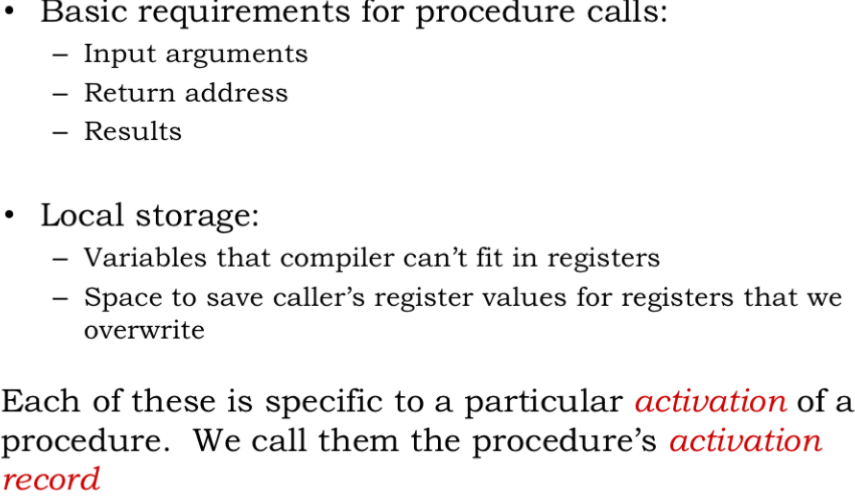 • Basic requirements for procedure calls:
– Input arguments
– Return address
– Results
• Local storage:
– Variables that compiler can’t fit in registers
– Space to save caller’s register values for registers that we
overwrite
Each of these is specific to a particular activation of a
procedure.  We call them the procedure’s activation
record